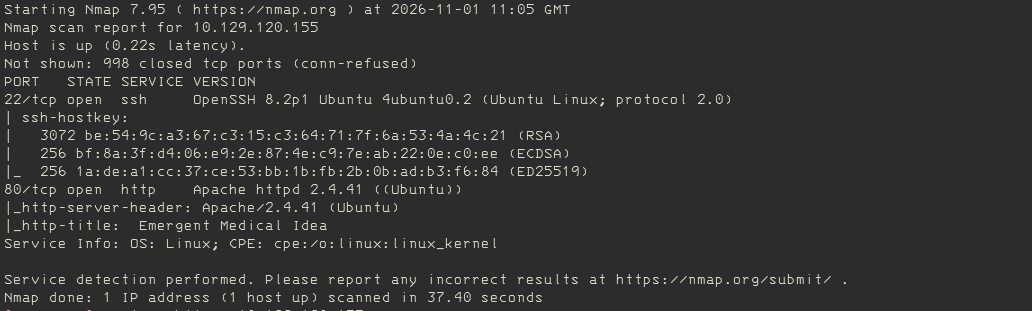 Starting Nmap 7.95 ( https://nmap.org ) at 2026-11-01 11:05 GMT
Nmap scan report for 10.129.120.155
Host is up (0.22s latency).
Not shown: 998 closed tcp ports (conn-refused)
PORT   STATE SERVICE VERSION
22/tcp open  ssh     OpenSSH 8.2p1 Ubuntu 4ubuntu0.2 (Ubuntu Linux; protocol 2.0)
| ssh-hostkey:
|   3072 be:54:9c:a3:67:c3:15:c3:64:71:7f:6a:53:4a:4c:21 (RSA)
|   256 bf:8a:3f:d4:06:e9:2e:87:4e:c9:7e:ab:22:0e:c0:ee (ECDSA)
|_  256 1a:de:a1:cc:37:ce:53:bb:1b:fb:2b:0b:ad:b3:f6:84 (ED25519)
80/tcp open  http    Apache httpd 2.4.41 ((Ubuntu))
|_http-server-header: Apache/2.4.41 (Ubuntu)
|_http-title:  Emergent Medical Idea
Service Info: OS: Linux; CPE: cpe:/o:linux:linux_kernel
Service detection performed. Please report any incorrect results at https://nmap.org/submit/ .
Nmap done: 1 IP address (1 host up) scanned in 37.40 seconds